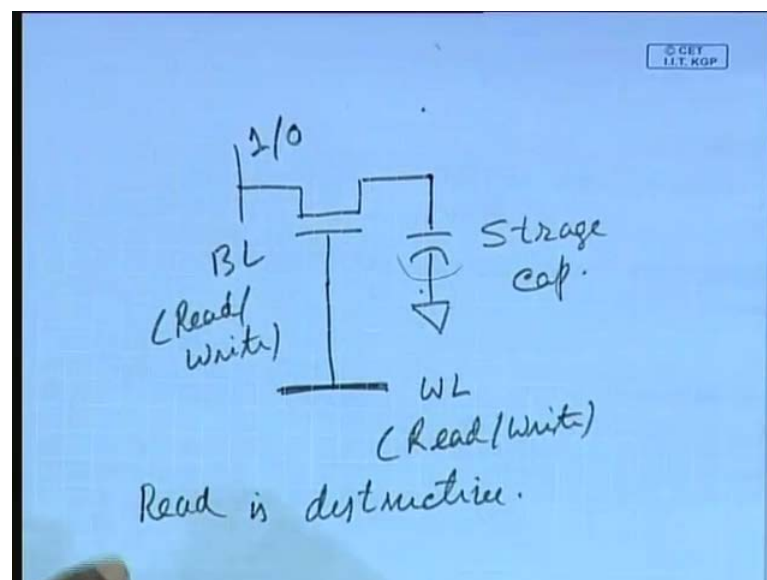 © CET
I.I.T. KGP
1/0
BL
(Read/
Write)
Strage
cap.
WL
(Read/Write)
Read is destructive.